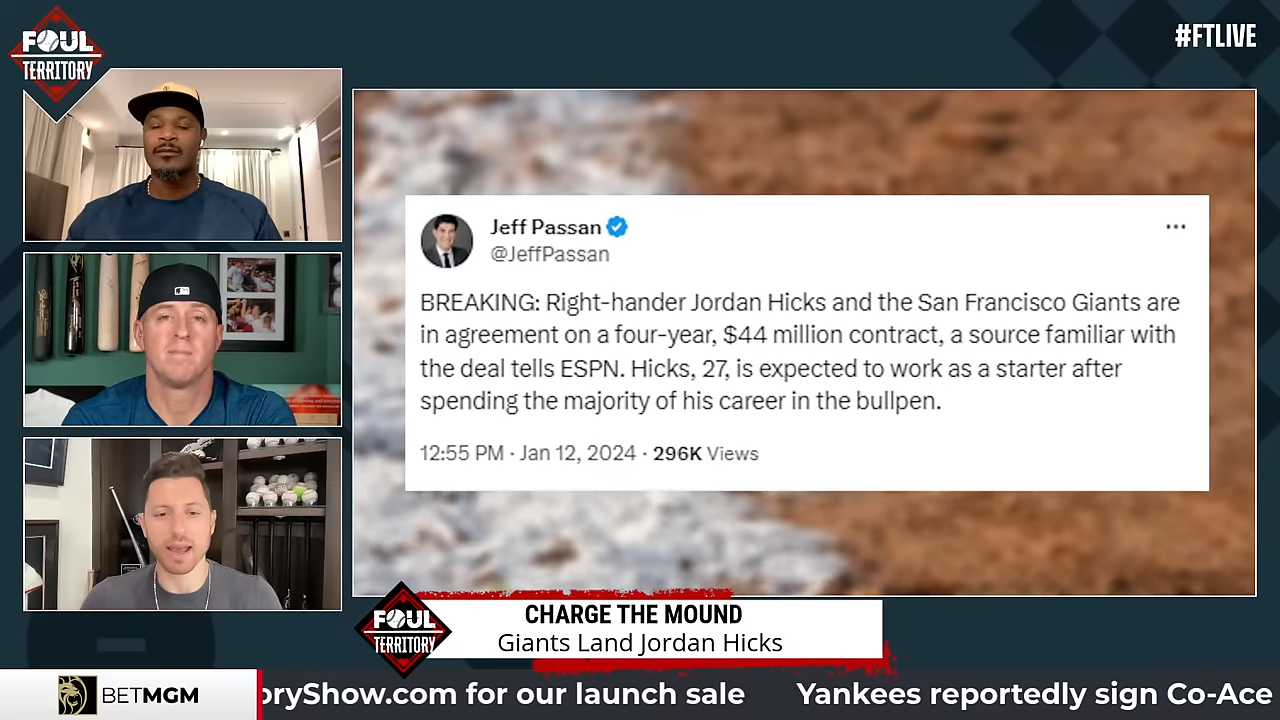 FOUL
TERRITORY
#FTLIVE
Jeff Passan
@JeffPassan
BREAKING: Right-hander Jordan Hicks and the San Francisco Giants are
in agreement on a four-year, $44 million contract, a source familiar with
the deal tells ESPN. Hicks, 27, is expected to work as a starter after
spending the majority of his career in the bullpen.
12:55 PM · Jan 12, 2024 · 296K Views
FOUL
TERRITORY
CHARGE THE MOUND
Giants Land Jordan Hicks
BETMGM
oryShow.com for our launch sale Yankees reportedly sign Co-Ace